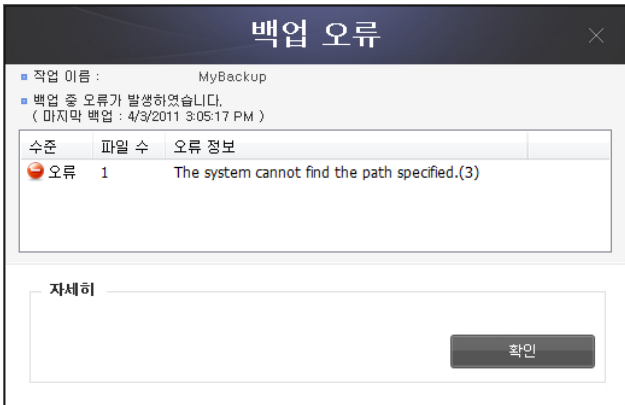 백업 오류
작업 이름 : MyBackup
백업 중 오류가 발생하였습니다.
( 마지막 백업 : 4/3/2011 3:05:17 PM )
수준 파일 수 오류 정보
오류 1 The system cannot find the path specified.(3)
자세히
확인